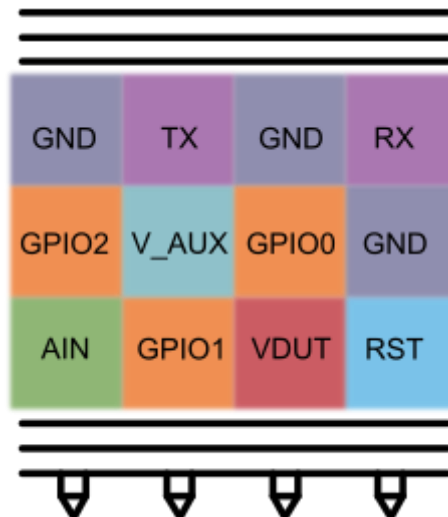 GND TX GND RX
GPIO2 V_AUX GPIO0 GND
AIN GPIO1 VDUT RST